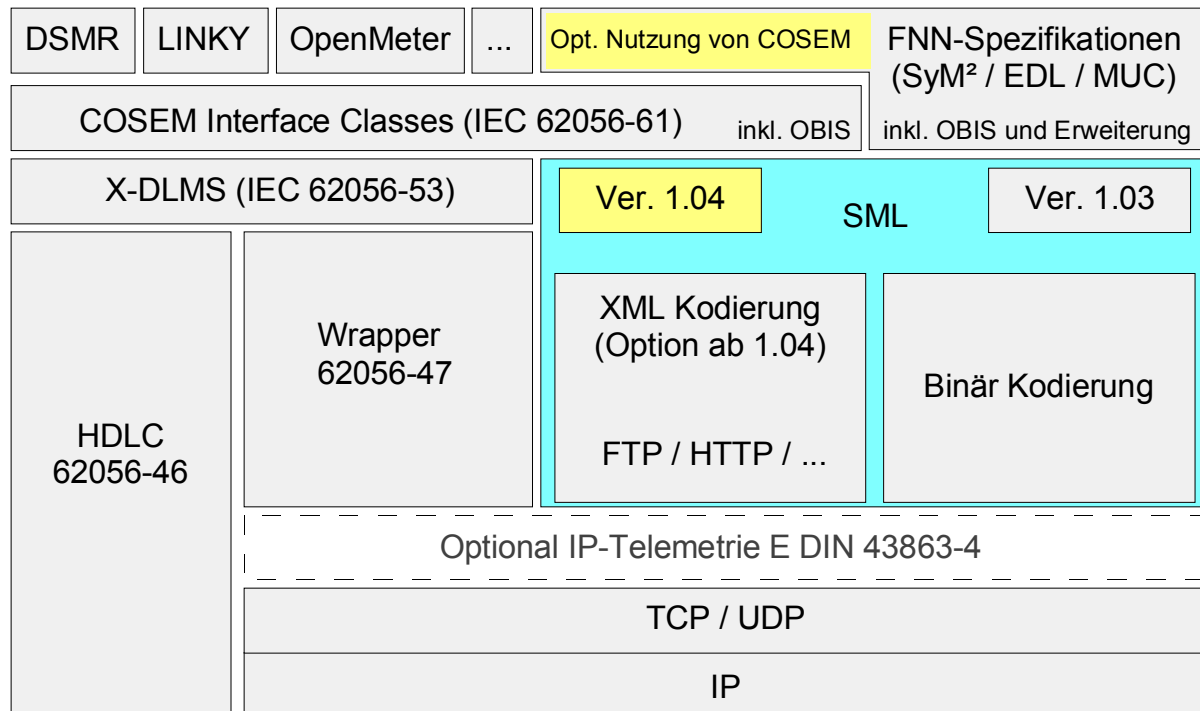 DSMR
LINKY
OpenMeter
...
Opt. Nutzung von COSEM
FNN-Spezifikationen
(SyM² / EDL / MUC)
inkl. OBIS und Erweiterung
COSEM Interface Classes (IEC 62056-61)
inkl. OBIS
X-DLMS (IEC 62056-53)
Ver. 1.04
SML
Ver. 1.03
HDLC
62056-46
Wrapper
62056-47
XML Kodierung
(Option ab 1.04)
FTP / HTTP / ...
Binär Kodierung
Optional IP-Telemetrie E DIN 43863-4
TCP / UDP
IP